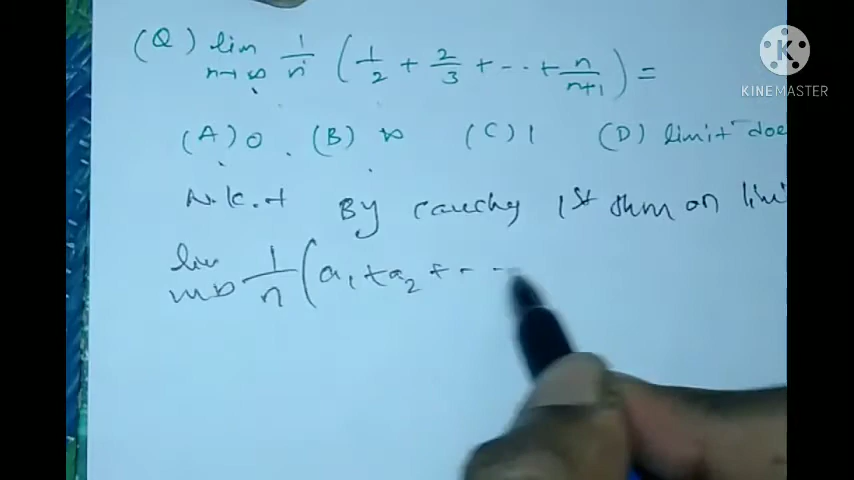 (Q) lim n→∞ 1/n (1/2 + 2/3 + - - + n/n+1) =
KINEMASTER
(A) 0 . (B) ∞ (C) 1 (D) limit doe
N.K.t By cauchy 1st thm on limi
lim n→∞ 1/n (a1 + a2 + - - -